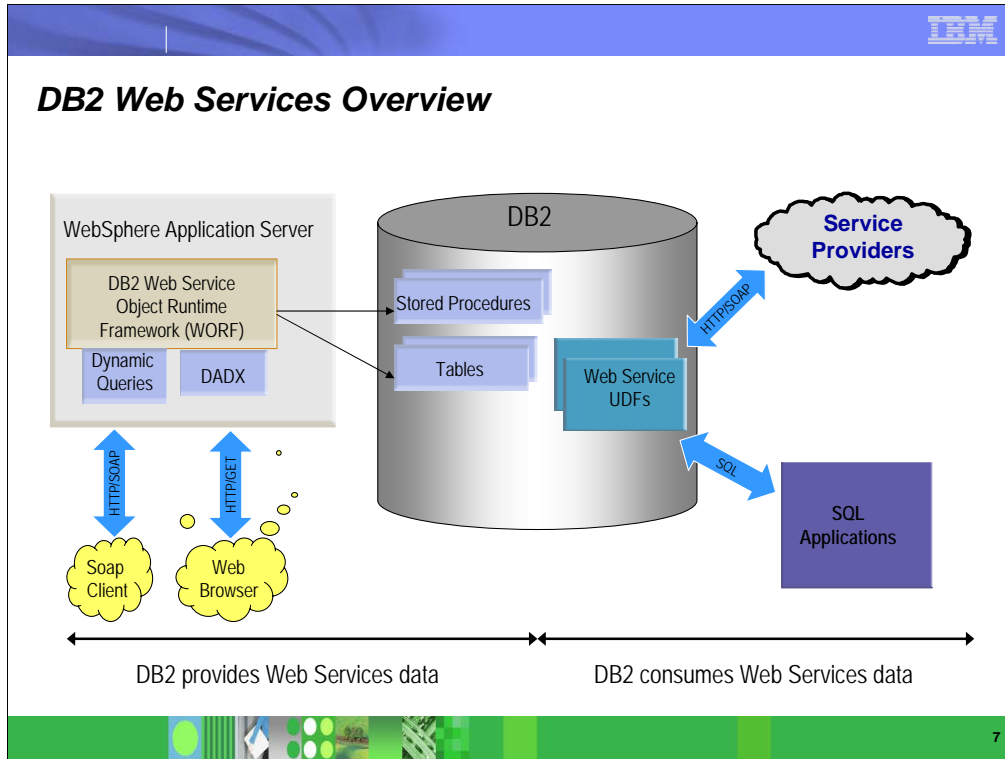 IBM
DB2 Web Services Overview
WebSphere Application Server
DB2 Web Service
Object Runtime
Framework (WORF)
Dynamic
Queries
DADX
HTTP/SOAP
HTTP/GET
Soap
Client
Web
Browser
DB2
Stored Procedures
Tables
Web Service
UDFs
Service
Providers
HTTP/SOAP
SQL
SQL
Applications
DB2 provides Web Services data
DB2 consumes Web Services data
7